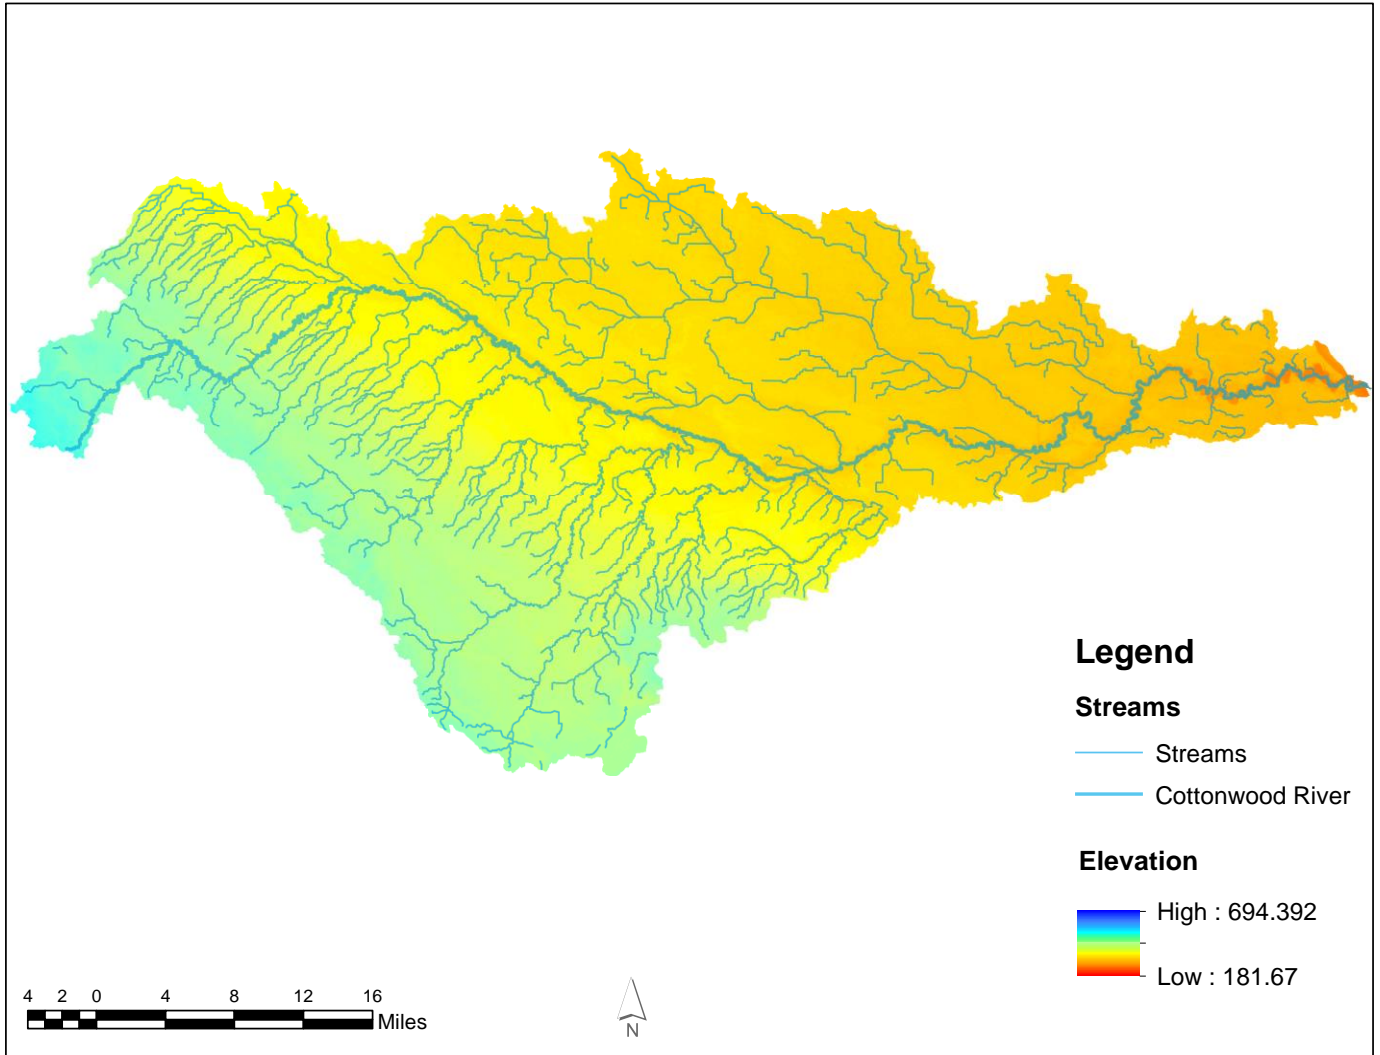 Legend
Streams
Streams
Cottonwood River
Elevation
High : 694.392
Low : 181.67
4 2 0 4 8 12 16
Miles
N